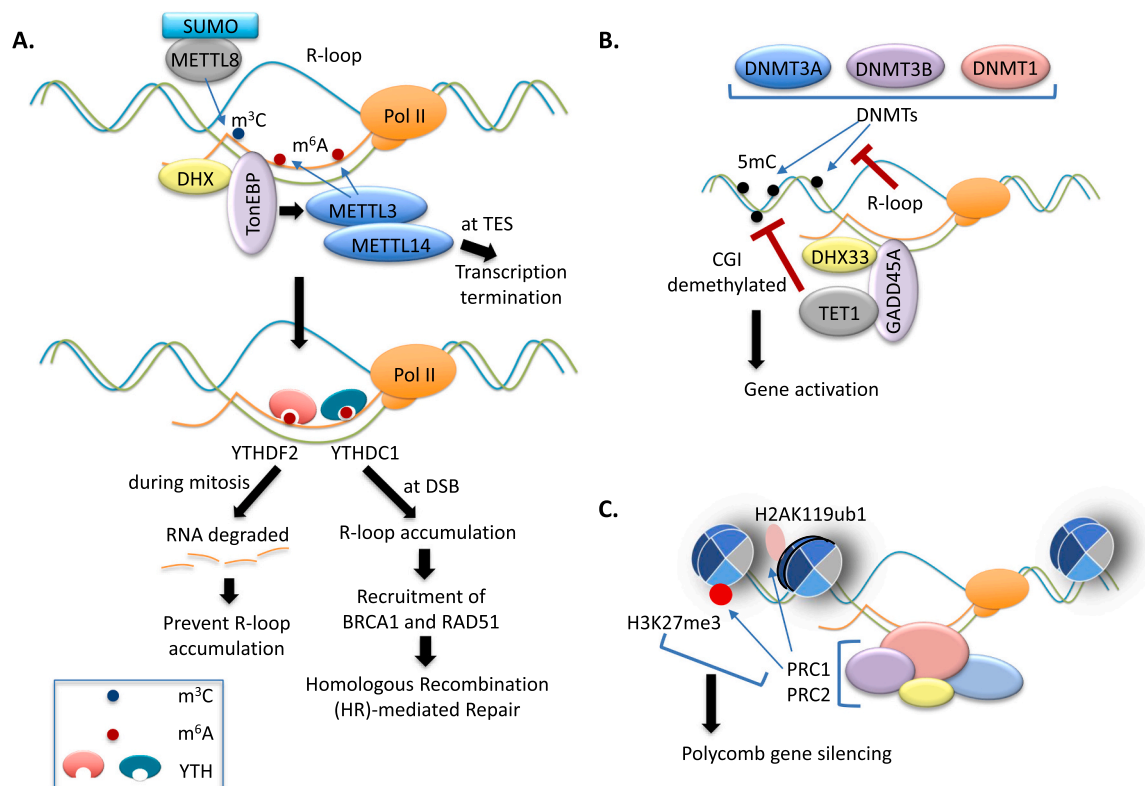 A.
SUMO
METTL8
R-loop
m³C
m⁶A
Pol II
DHX
TonEBP
METTL3
METTL14
at TES
Transcription
termination
Pol II
YTHDF2
YTHDC1
during mitosis
at DSB
RNA degraded
R-loop accumulation
Prevent R-loop
accumulation
Recruitment of
BRCA1 and RAD51
Homologous Recombination
(HR)-mediated Repair
m³C
m⁶A
YTH
B.
DNMT3A
DNMT3B
DNMT1
DNMTs
5mC
R-loop
CGI
demethylated
DHX33
GADD45A
TET1
Gene activation
C.
H2AK119ub1
H3K27me3
PRC1
PRC2
Polycomb gene silencing